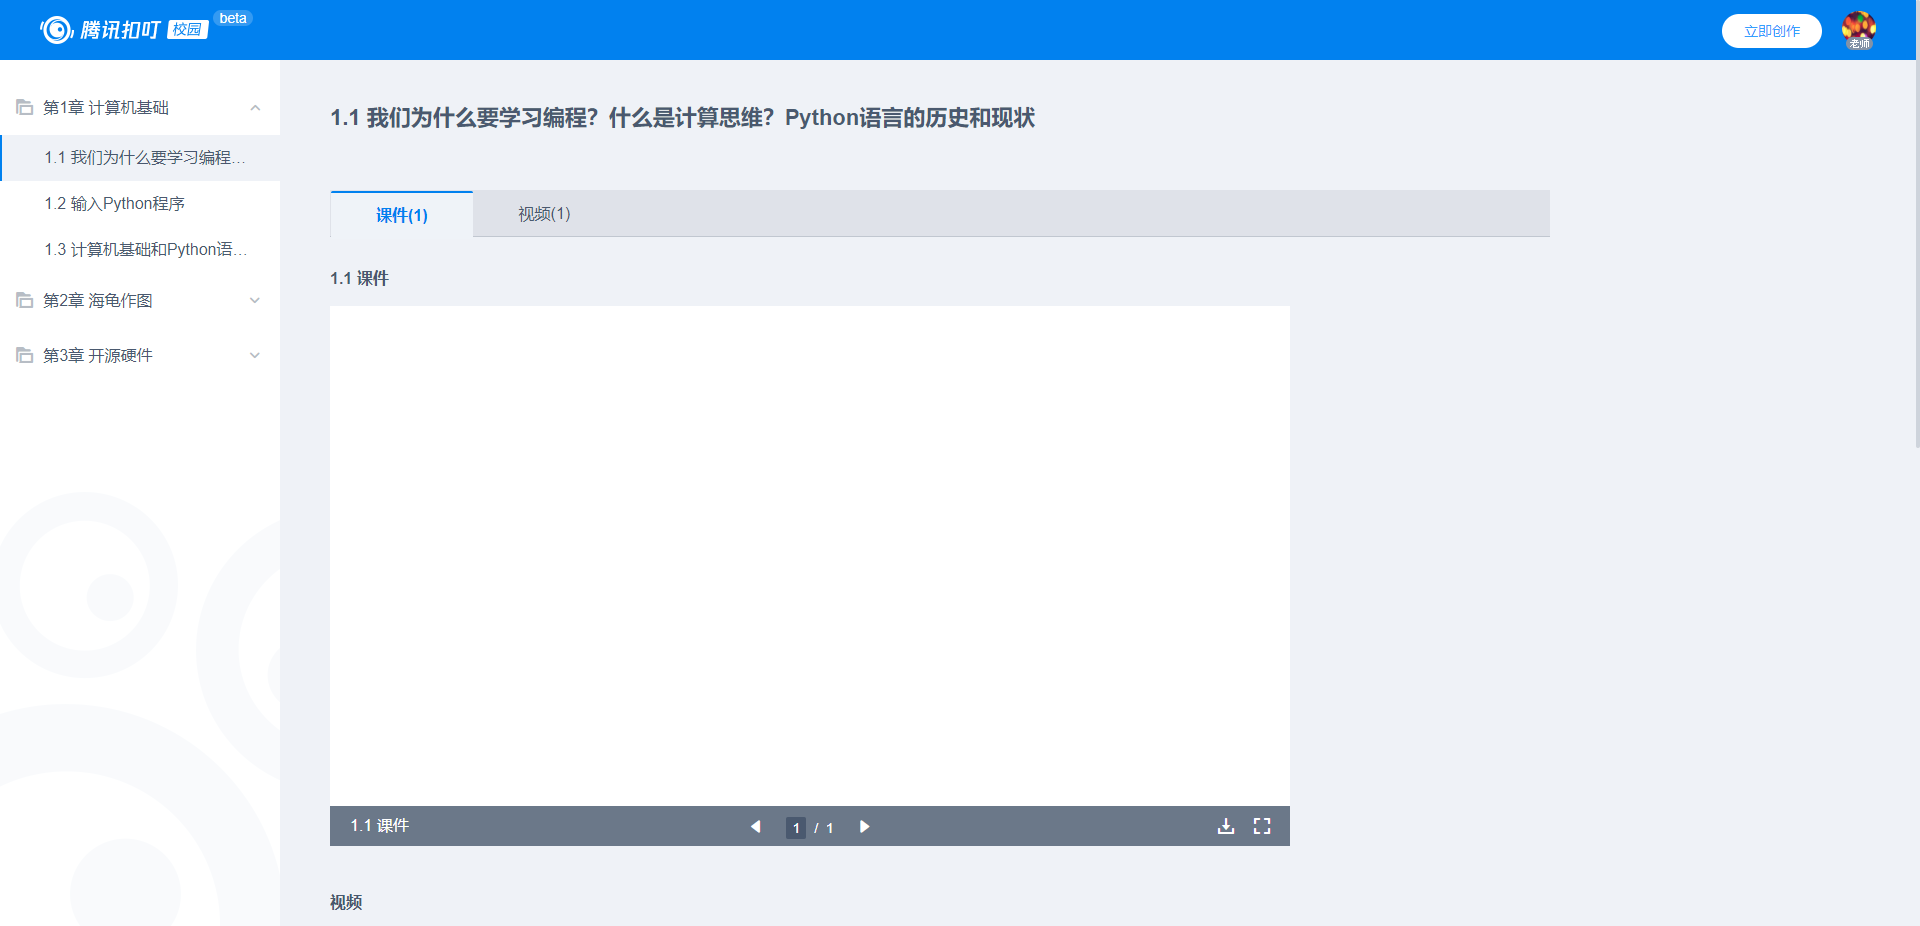 腾讯扣叮 校园 beta
立即创作
老师
第1章 计算机基础
1.1 我们为什么要学习编程…
1.2 输入Python程序
1.3 计算机基础和Python语…
第2章 海龟作图
第3章 开源硬件
1.1 我们为什么要学习编程？什么是计算思维？Python语言的历史和现状
课件(1) 视频(1)
1.1 课件
1.1 课件 1 / 1
视频